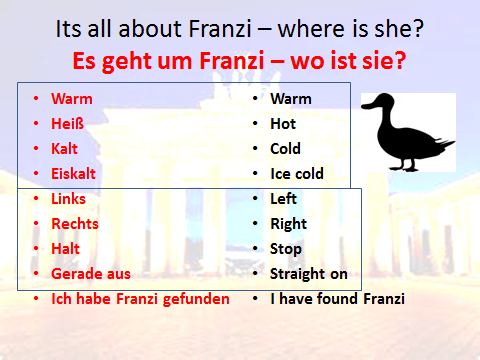 Its all about Franzi – where is she?
Es geht um Franzi – wo ist sie?
• Warm • Warm
• Heiß • Hot
• Kalt • Cold
• Eiskalt • Ice cold
• Links • Left
• Rechts • Right
• Halt • Stop
• Gerade aus • Straight on
• Ich habe Franzi gefunden • I have found Franzi